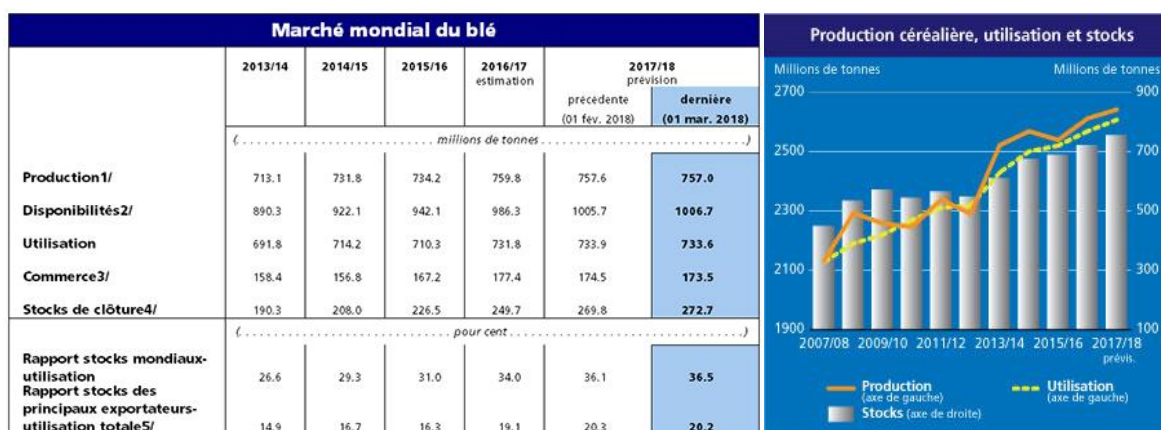 Marché mondial du blé
2013/14 2014/15 2015/16 2016/17 2017/18
estimation prévision
précédente dernière
(01 fev. 2018) (01 mar. 2018)
(. . . . . . . . . . . . . . . . . . . . . . . . . . . millions de tonnes. . . . . . . . . . . . . . . . . . . . . . . . . . .)
Production1/ 713.1 731.8 734.2 759.8 757.6 757.0
Disponibilités2/ 890.3 922.1 942.1 986.3 1005.7 1006.7
Utilisation 691.8 714.2 710.3 731.8 733.9 733.6
Commerce3/ 158.4 156.8 167.2 177.4 174.5 173.5
Stocks de clôture4/ 190.3 208.0 226.5 249.7 269.8 272.7
(. . . . . . . . . . . . . . . . . . . . . . . . . . . pour cent. . . . . . . . . . . . . . . . . . . . . . . . . . .)
Rapport stocks mondiaux-
utilisation 26.6 29.3 31.0 34.0 36.1 36.5
Rapport stocks des
principaux exportateurs-
utilisation totale5/ 14.9 16.7 16.3 19.1 20.3 20.2
Production céréalière, utilisation et stocks
Millions de tonnes Millions de tonnes
2700 900
2500 700
2300 500
2100 300
1900 100
2007/08 2009/10 2011/12 2013/14 2015/16 2017/18
prévis.
Production Utilisation
(axe de gauche) (axe de gauche)
Stocks (axe de droite)